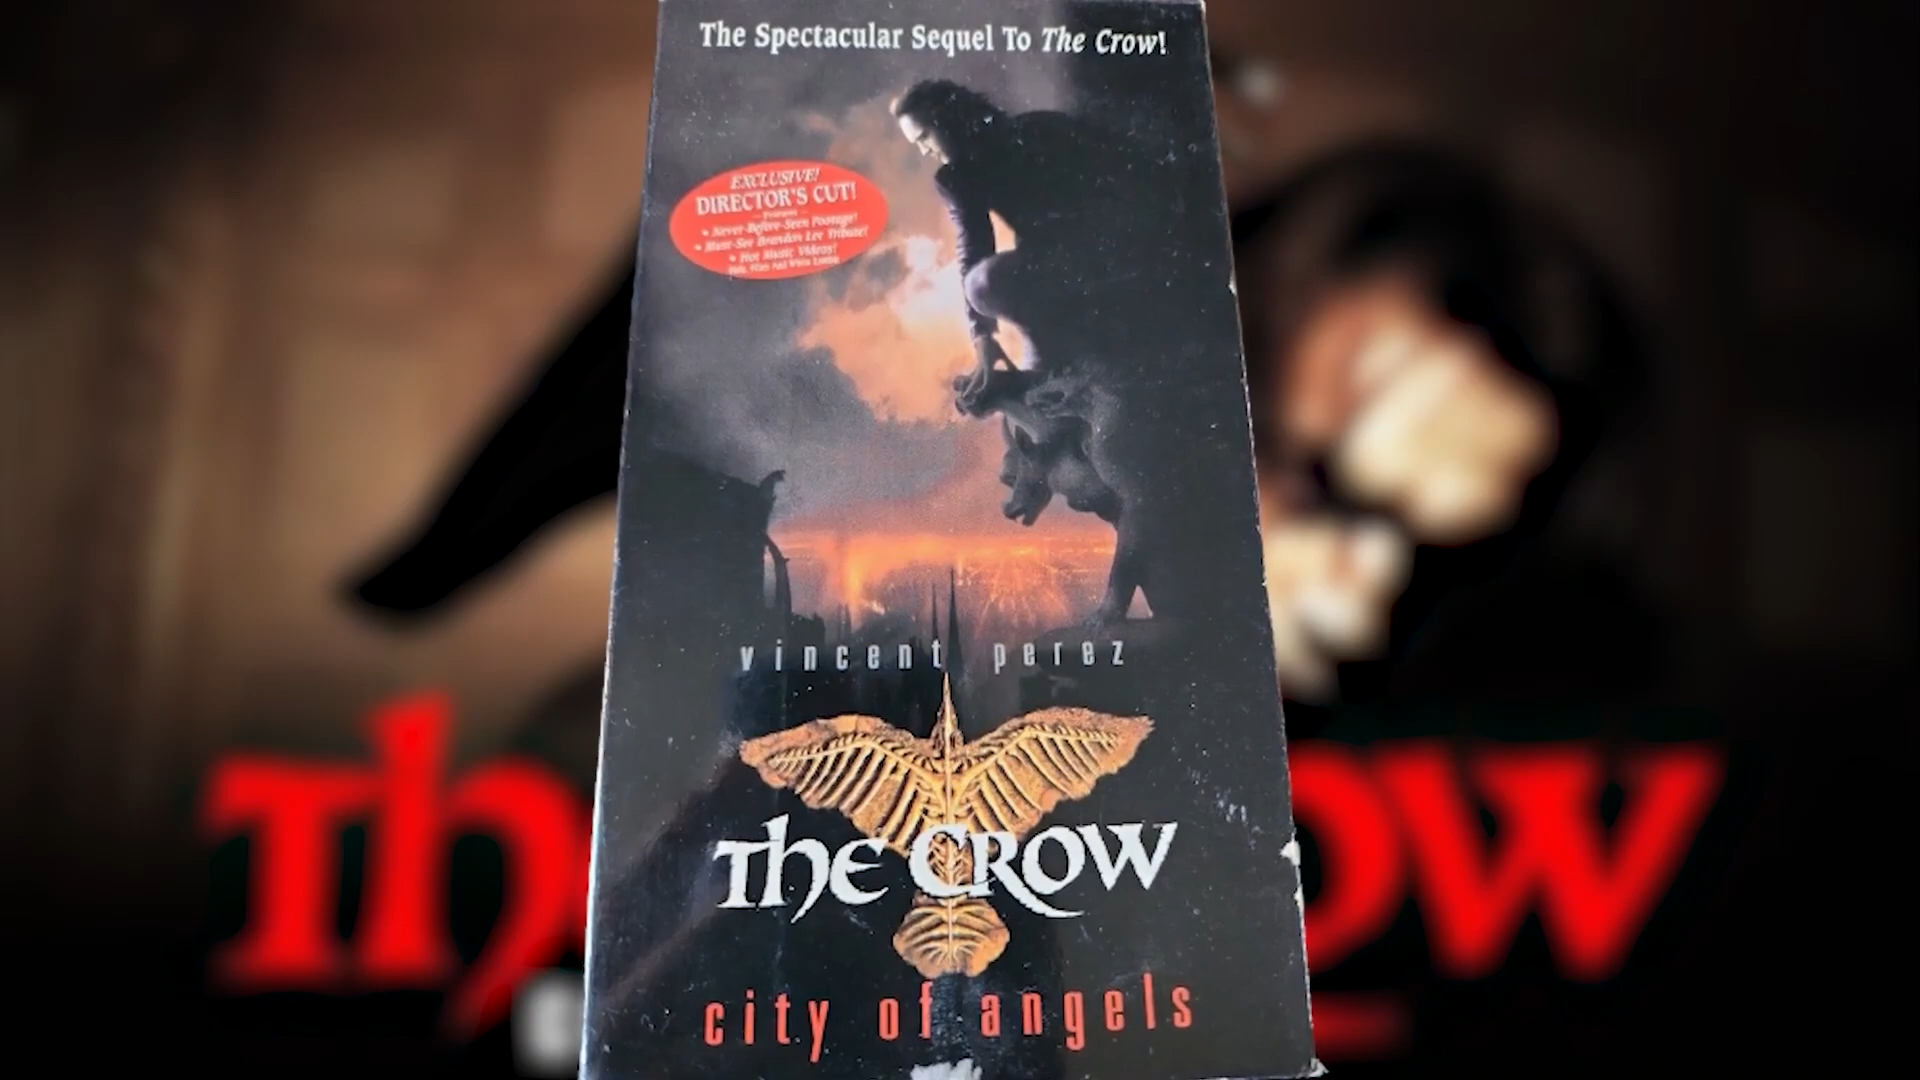 The Spectacular Sequel To The Crow!
EXCLUSIVE!
DIRECTOR'S CUT!
• Never-Before-Seen Footage!
• Must-See Brandon Lee Tribute!
• Hot Music Videos!
vincent perez
The CROW
city of angels